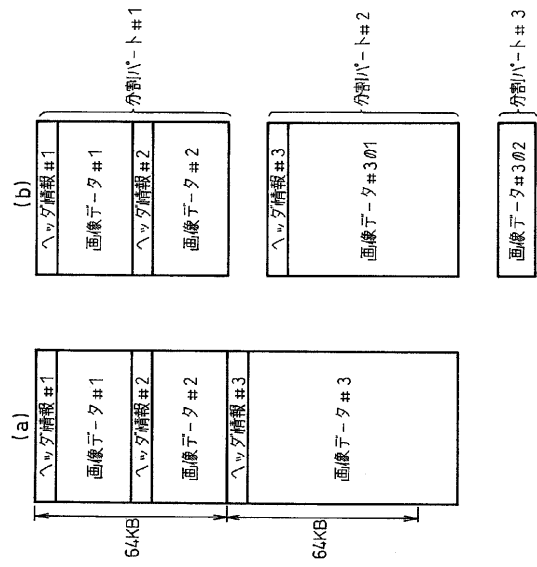 (a)
64KB
64KB
ヘッダ情報#1
画像データ#1
ヘッダ情報#2
画像データ#2
ヘッダ情報#3
画像データ#3
(b)
ヘッダ情報#1
画像データ#1
ヘッダ情報#2
画像データ#2
分割パート#1
ヘッダ情報#3
画像データ#3の1
分割パート#2
画像データ#3の2
分割パート#3